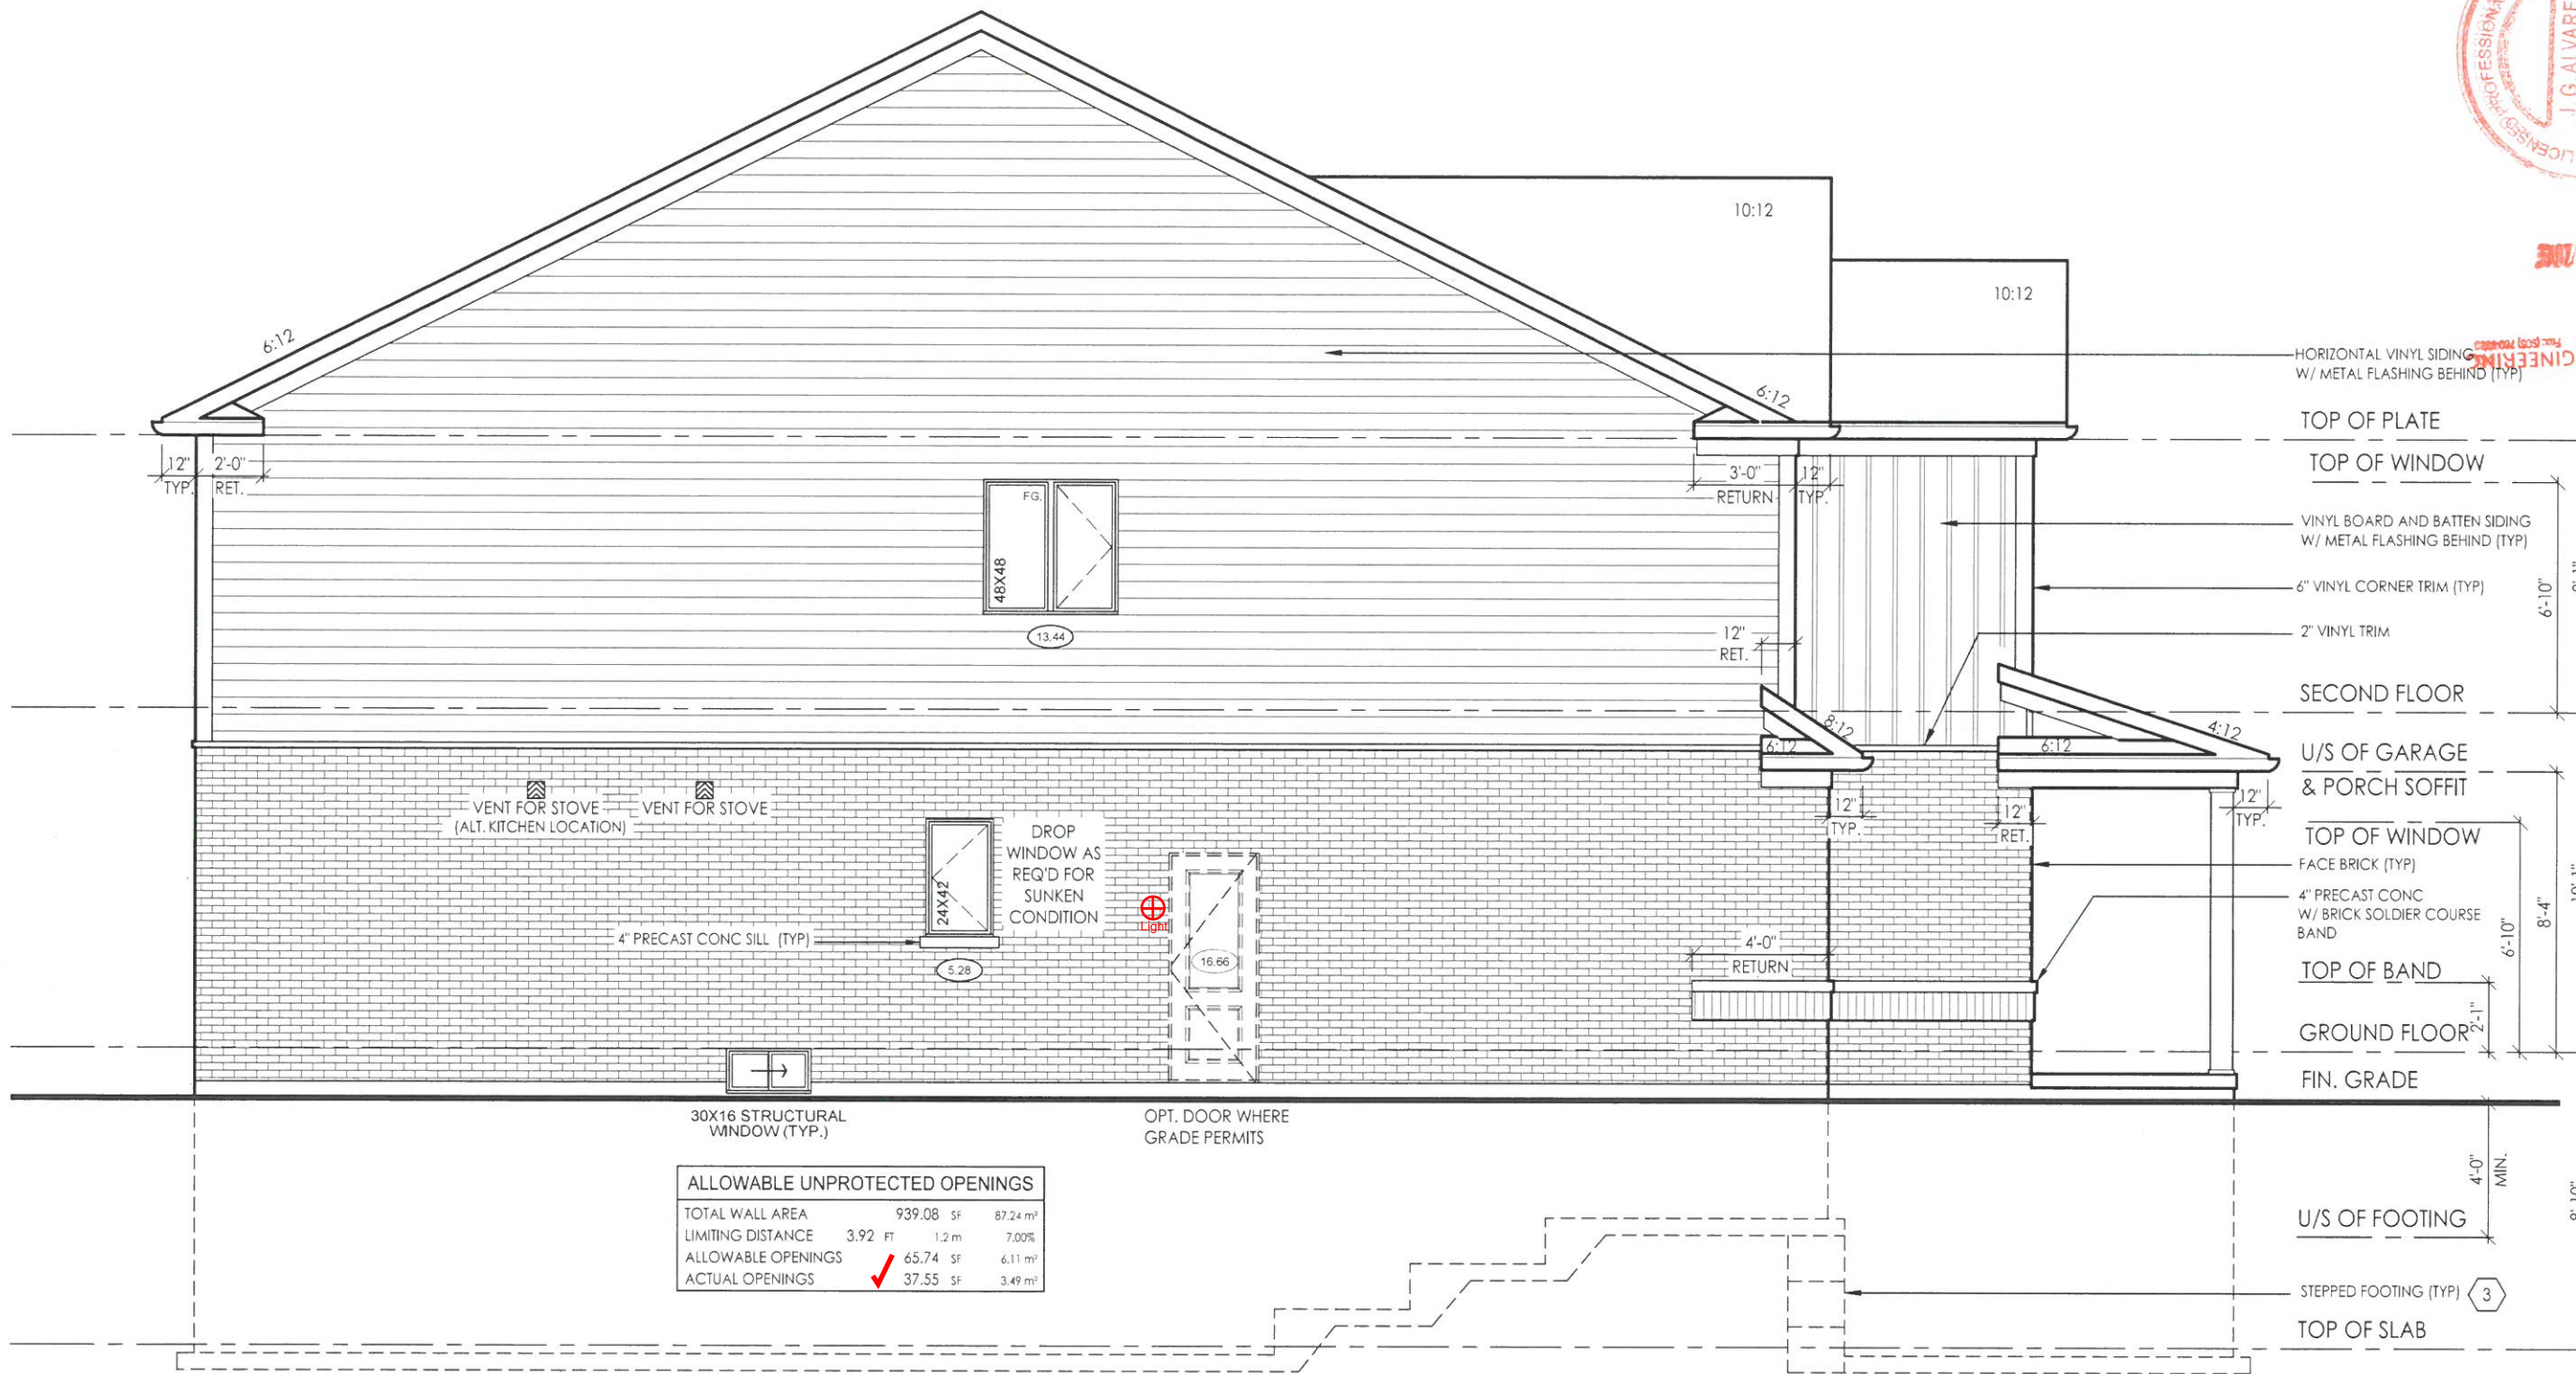 LICENSED PROFESSIONAL
J. G. ALVARE
GINEERING
10:12
10:12
6:12
6:12
HORIZONTAL VINYL SIDING
W/ METAL FLASHING BEHIND (TYP)
TOP OF PLATE
TOP OF WINDOW
12"
TYP.
2'-0"
RET.
3'-0"
RETURN
12"
TYP.
FG.
48X48
13.44
VINYL BOARD AND BATTEN SIDING
W/ METAL FLASHING BEHIND (TYP)
6" VINYL CORNER TRIM (TYP)
6'-10"
2" VINYL TRIM
12"
RET.
SECOND FLOOR
8:12
6:12
4:12
6:12
U/S OF GARAGE
& PORCH SOFFIT
VENT FOR STOVE
(ALT. KITCHEN LOCATION)
VENT FOR STOVE
12"
TYP.
12"
RET.
12"
TYP.
TOP OF WINDOW
FACE BRICK (TYP)
DROP
WINDOW AS
REQ'D FOR
SUNKEN
CONDITION
24X42
Light
4" PRECAST CONC SILL (TYP)
5.28
16.66
4'-0"
RETURN
4" PRECAST CONC
W/ BRICK SOLDIER COURSE
BAND
6'-10"
8'-4"
TOP OF BAND
2'-1"
GROUND FLOOR
FIN. GRADE
30X16 STRUCTURAL
WINDOW (TYP.)
OPT. DOOR WHERE
GRADE PERMITS
4'-0"
MIN.
ALLOWABLE UNPROTECTED OPENINGS
TOTAL WALL AREA 939.08 SF 87.24 m²
LIMITING DISTANCE 3.92 FT 1.2 m 7.00%
ALLOWABLE OPENINGS 65.74 SF 6.11 m²
ACTUAL OPENINGS 37.55 SF 3.49 m²
U/S OF FOOTING
STEPPED FOOTING (TYP) 3
TOP OF SLAB